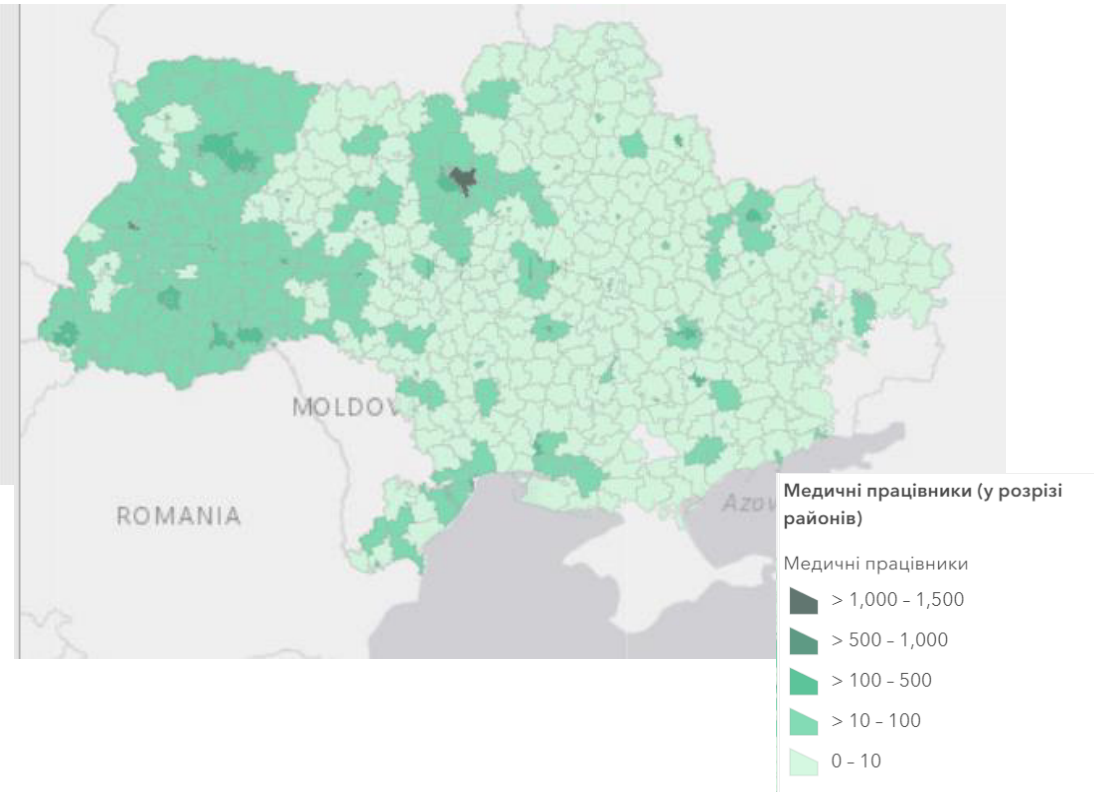 MOLDOV
ROMANIA
Azov
Медичні працівники (у розрізі
районів)
Медичні працівники
> 1,000 – 1,500
> 500 – 1,000
> 100 – 500
> 10 – 100
0 – 10